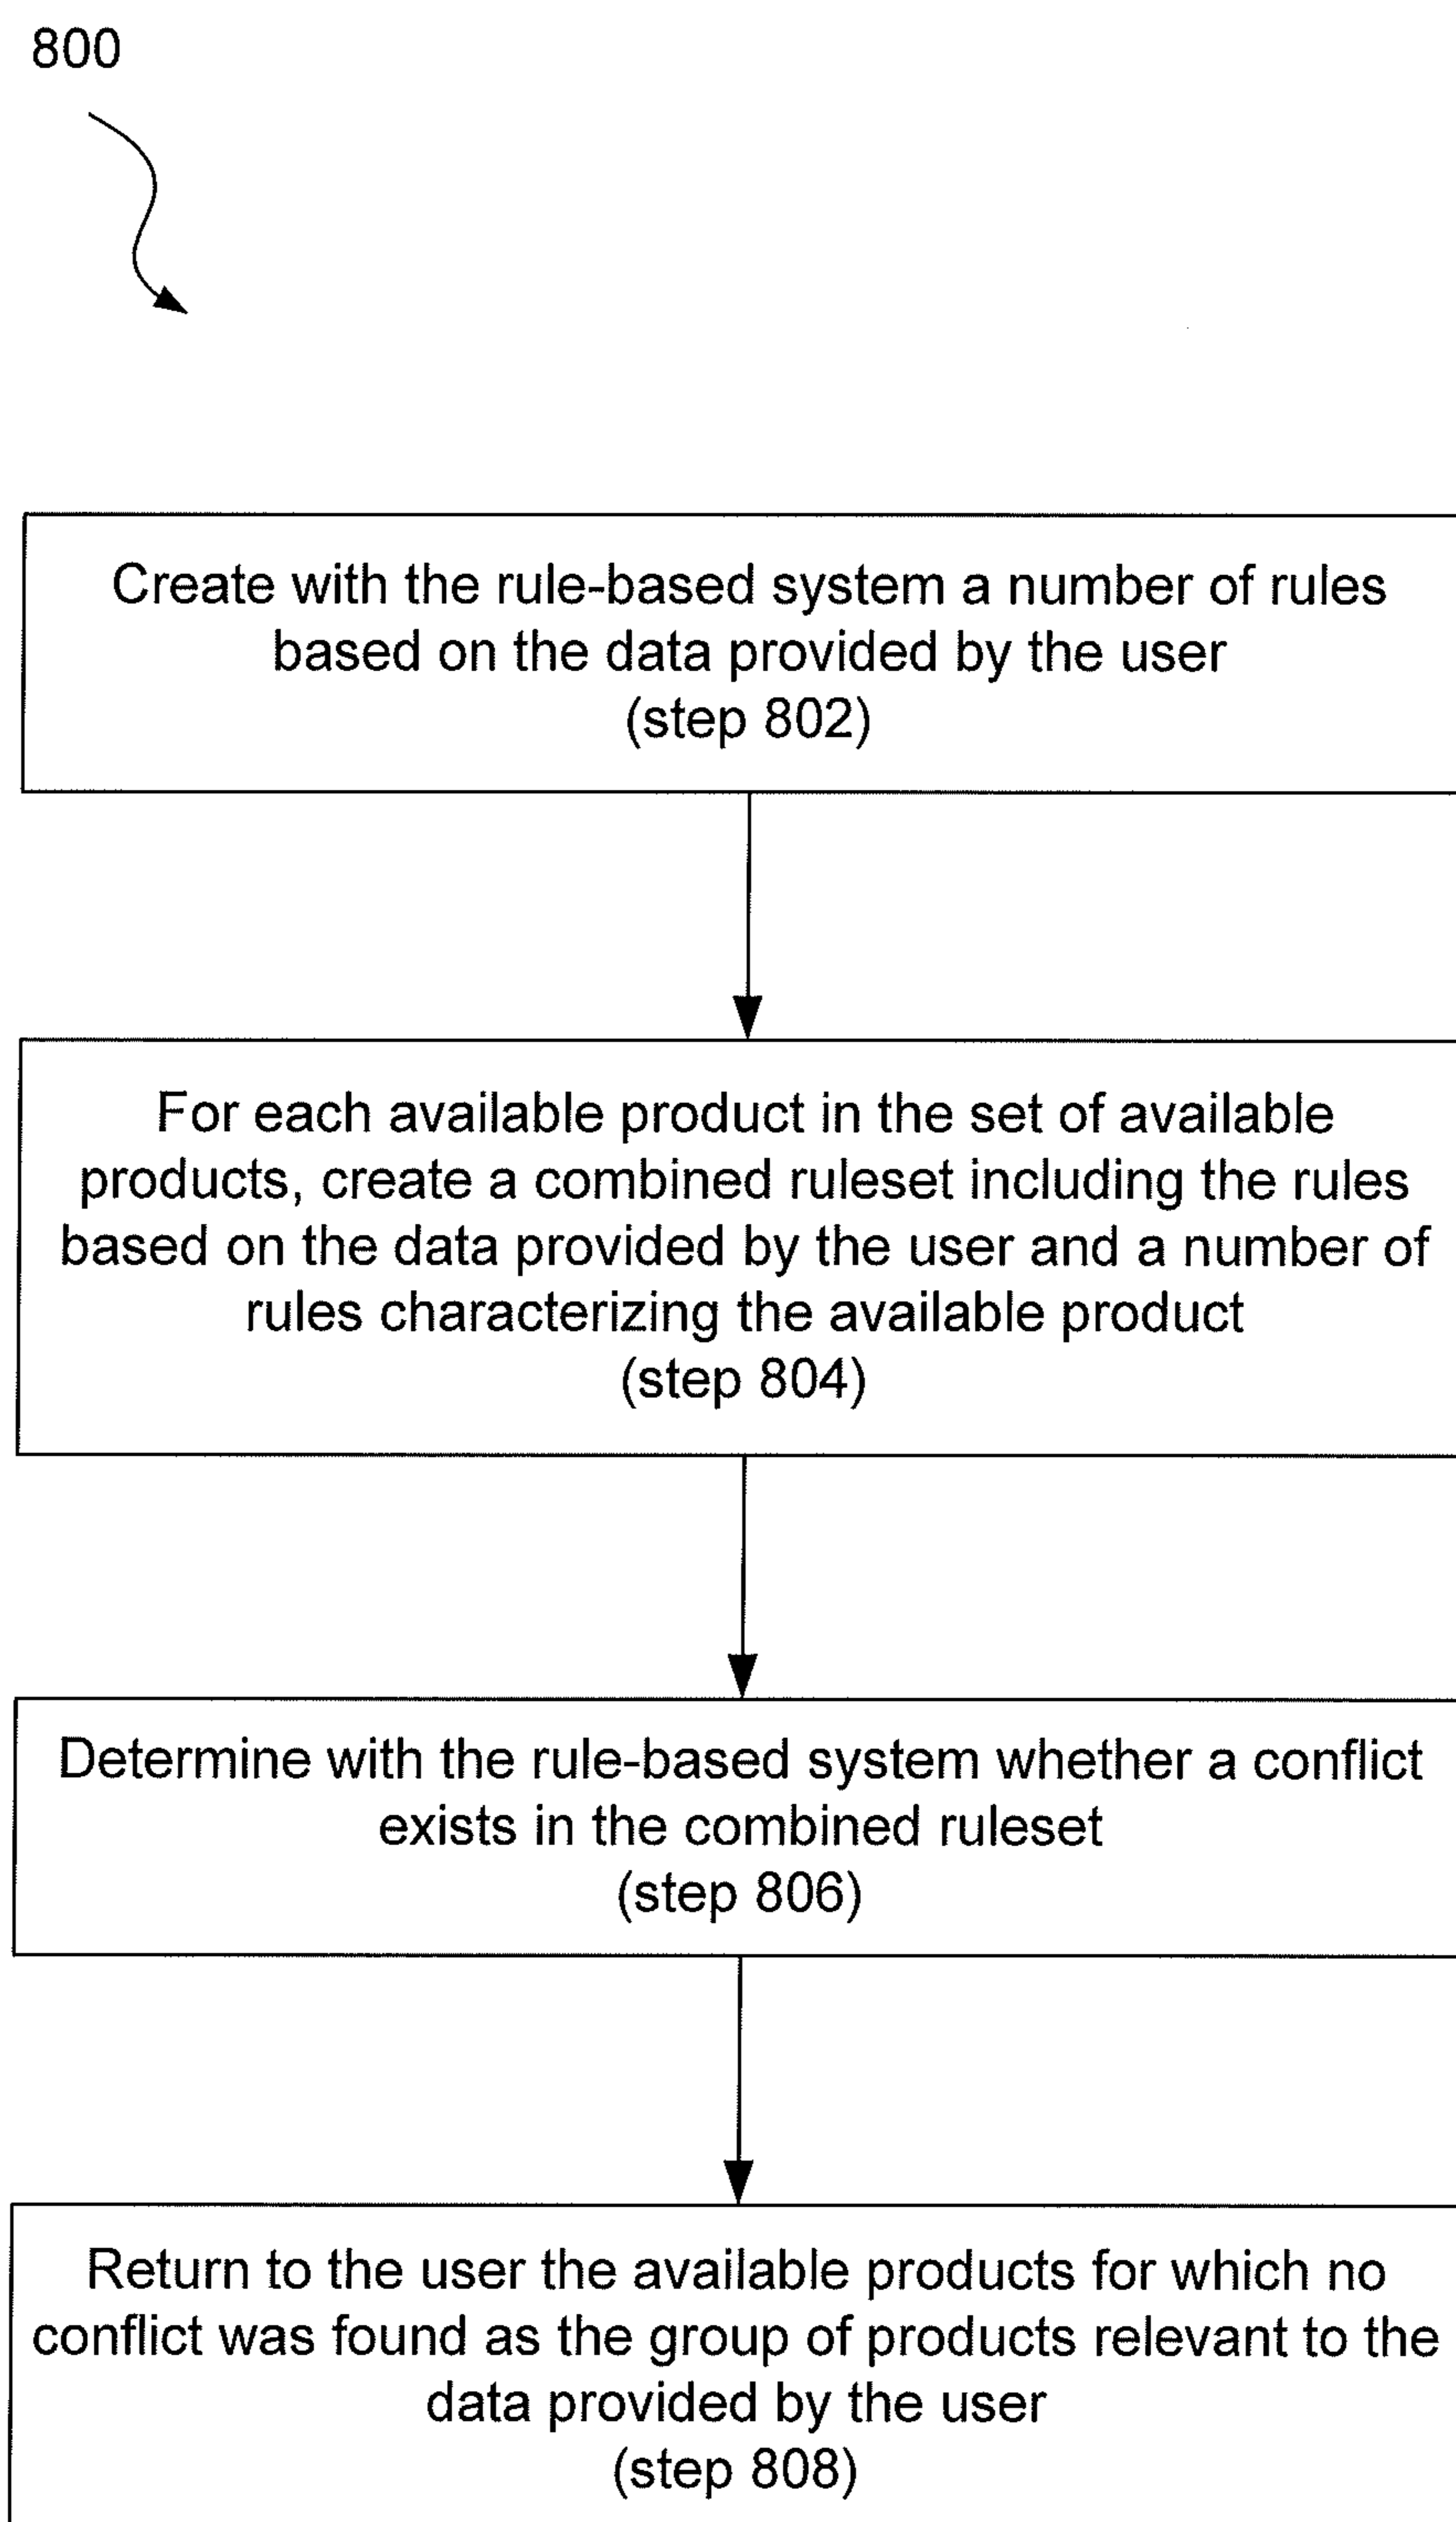 800
Create with the rule-based system a number of rules
based on the data provided by the user
(step 802)
For each available product in the set of available
products, create a combined ruleset including the rules
based on the data provided by the user and a number of
rules characterizing the available product
(step 804)
Determine with the rule-based system whether a conflict
exists in the combined ruleset
(step 806)
Return to the user the available products for which no
conflict was found as the group of products relevant to the
data provided by the user
(step 808)